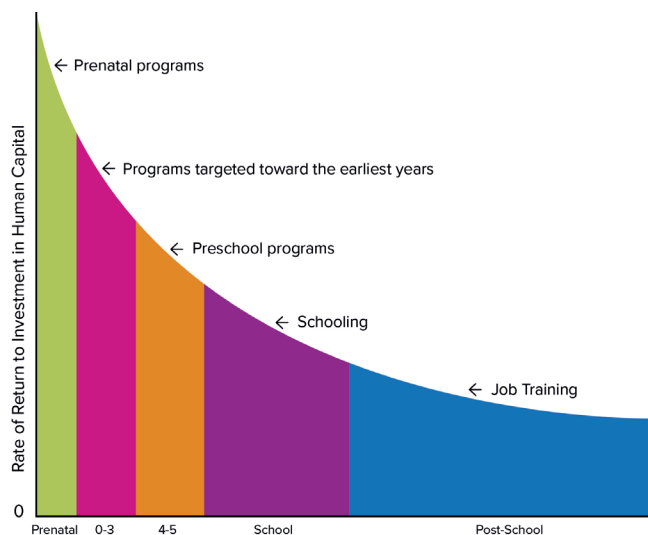 Prenatal programs
Programs targeted toward the earliest years
Preschool programs
Schooling
Job Training
Rate of Return to Investment in Human Capital
0
Prenatal
0-3
4-5
School
Post-School